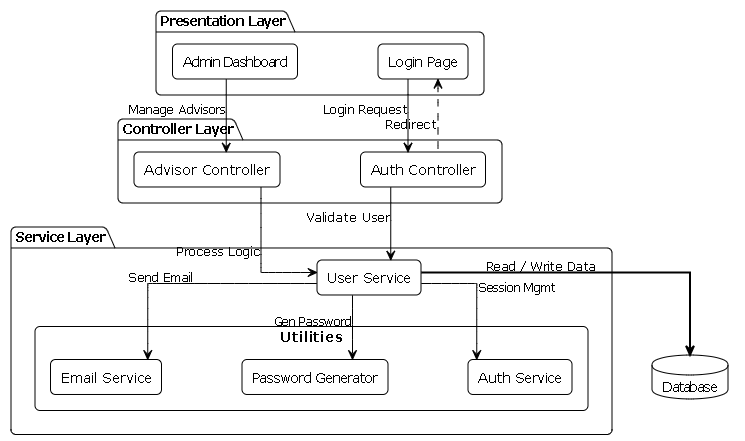 Presentation Layer
Admin Dashboard
Login Page
Manage Advisors
Login Request
Redirect
Controller Layer
Advisor Controller
Auth Controller
Validate User
Service Layer
Process Logic
User Service
Read / Write Data
Send Email
Session Mgmt
Gen Password
Utilities
Email Service
Password Generator
Auth Service
Database